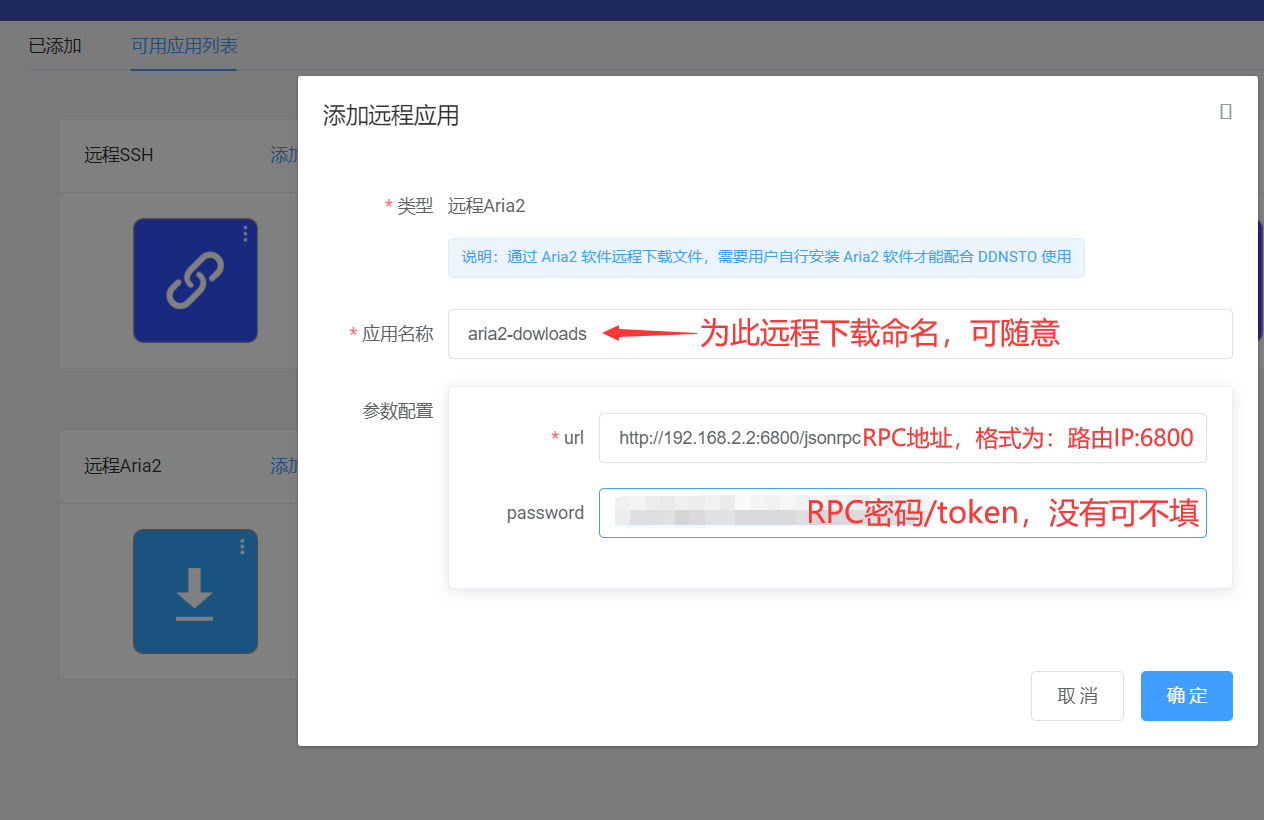 已添加 可用应用列表
添加远程应用
远程SSH 添加
* 类型 远程Aria2
说明：通过 Aria2 软件远程下载文件，需要用户自行安装 Aria2 软件才能配合 DDNSTO 使用
* 应用名称 aria2-dowloads 为此远程下载命名，可随意
参数配置
* url http://192.168.2.2:6800/jsonrpc RPC地址，格式为：路由IP:6800
远程Aria2 添加
password RPC密码/token，没有可不填
取消 确定